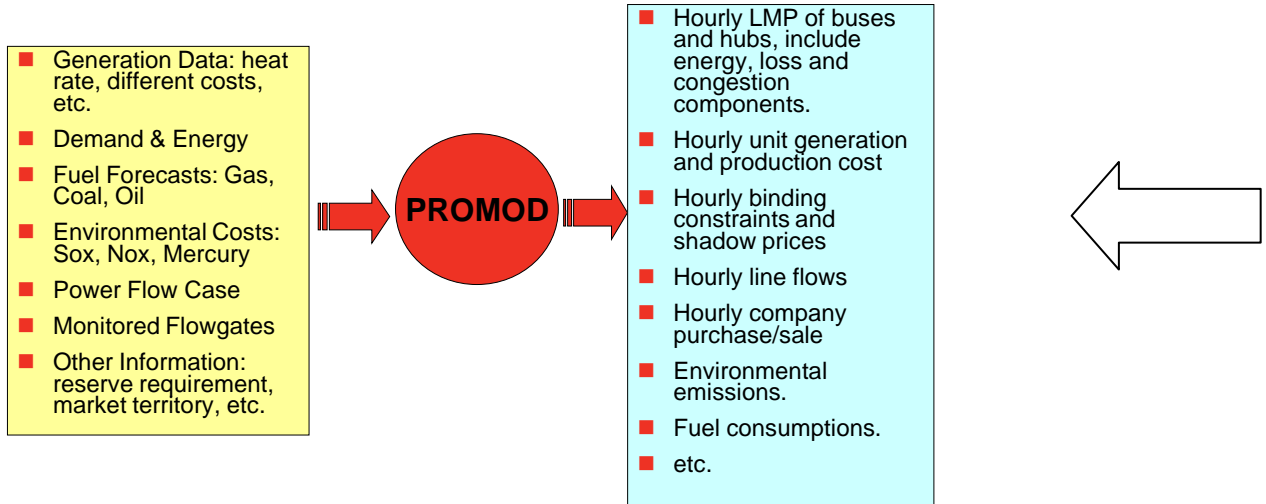 Generation Data: heat
rate, different costs,
etc.
Demand & Energy
Fuel Forecasts: Gas,
Coal, Oil
Environmental Costs:
Sox, Nox, Mercury
Power Flow Case
Monitored Flowgates
Other Information:
reserve requirement,
market territory, etc.
PROMOD
Hourly LMP of buses
and hubs, include
energy, loss and
congestion
components.
Hourly unit generation
and production cost
Hourly binding
constraints and
shadow prices
Hourly line flows
Hourly company
purchase/sale
Environmental
emissions.
Fuel consumptions.
etc.